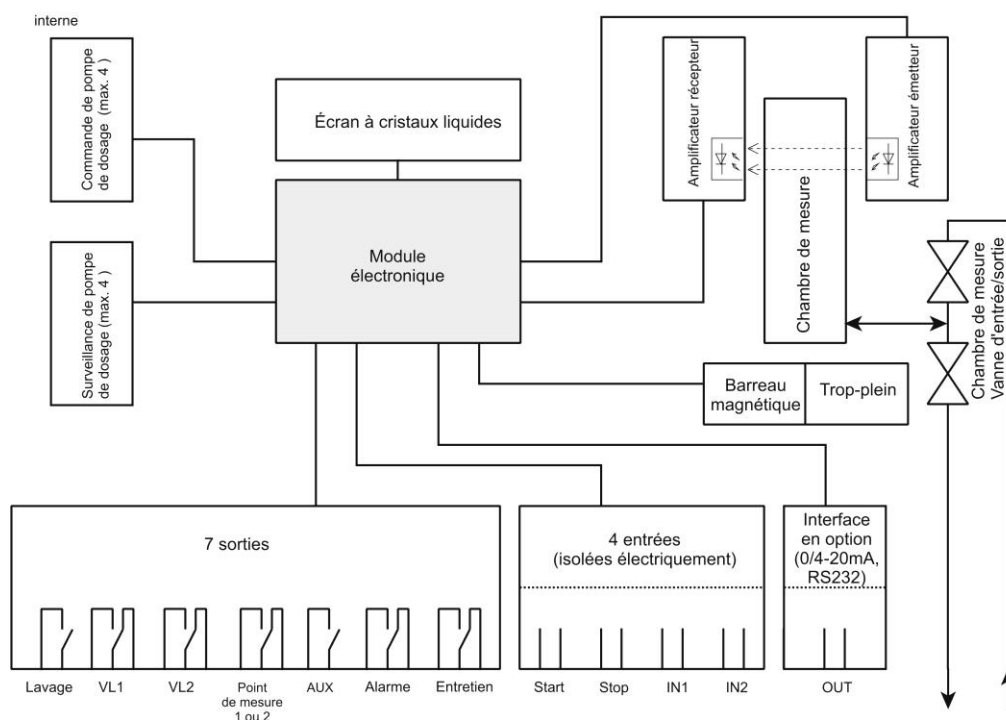 interne
Commande de pompe
de dosage (max. 4 )
Surveillance de pompe
de dosage (max. 4 )
Écran à cristaux liquides
Module
électronique
Amplificateur récepteur
Chambre de mesure
Amplificateur émetteur
Chambre de mesure
Vanne d'entrée/sortie
Barreau
magnétique
Trop-plein
7 sorties
Lavage
VL1
VL2
Point
de mesure
1 ou 2
AUX
Alarme
Entretien
4 entrées
(isolées électriquement)
Start
Stop
IN1
IN2
Interface
en option
(0/4-20mA,
RS232)
OUT